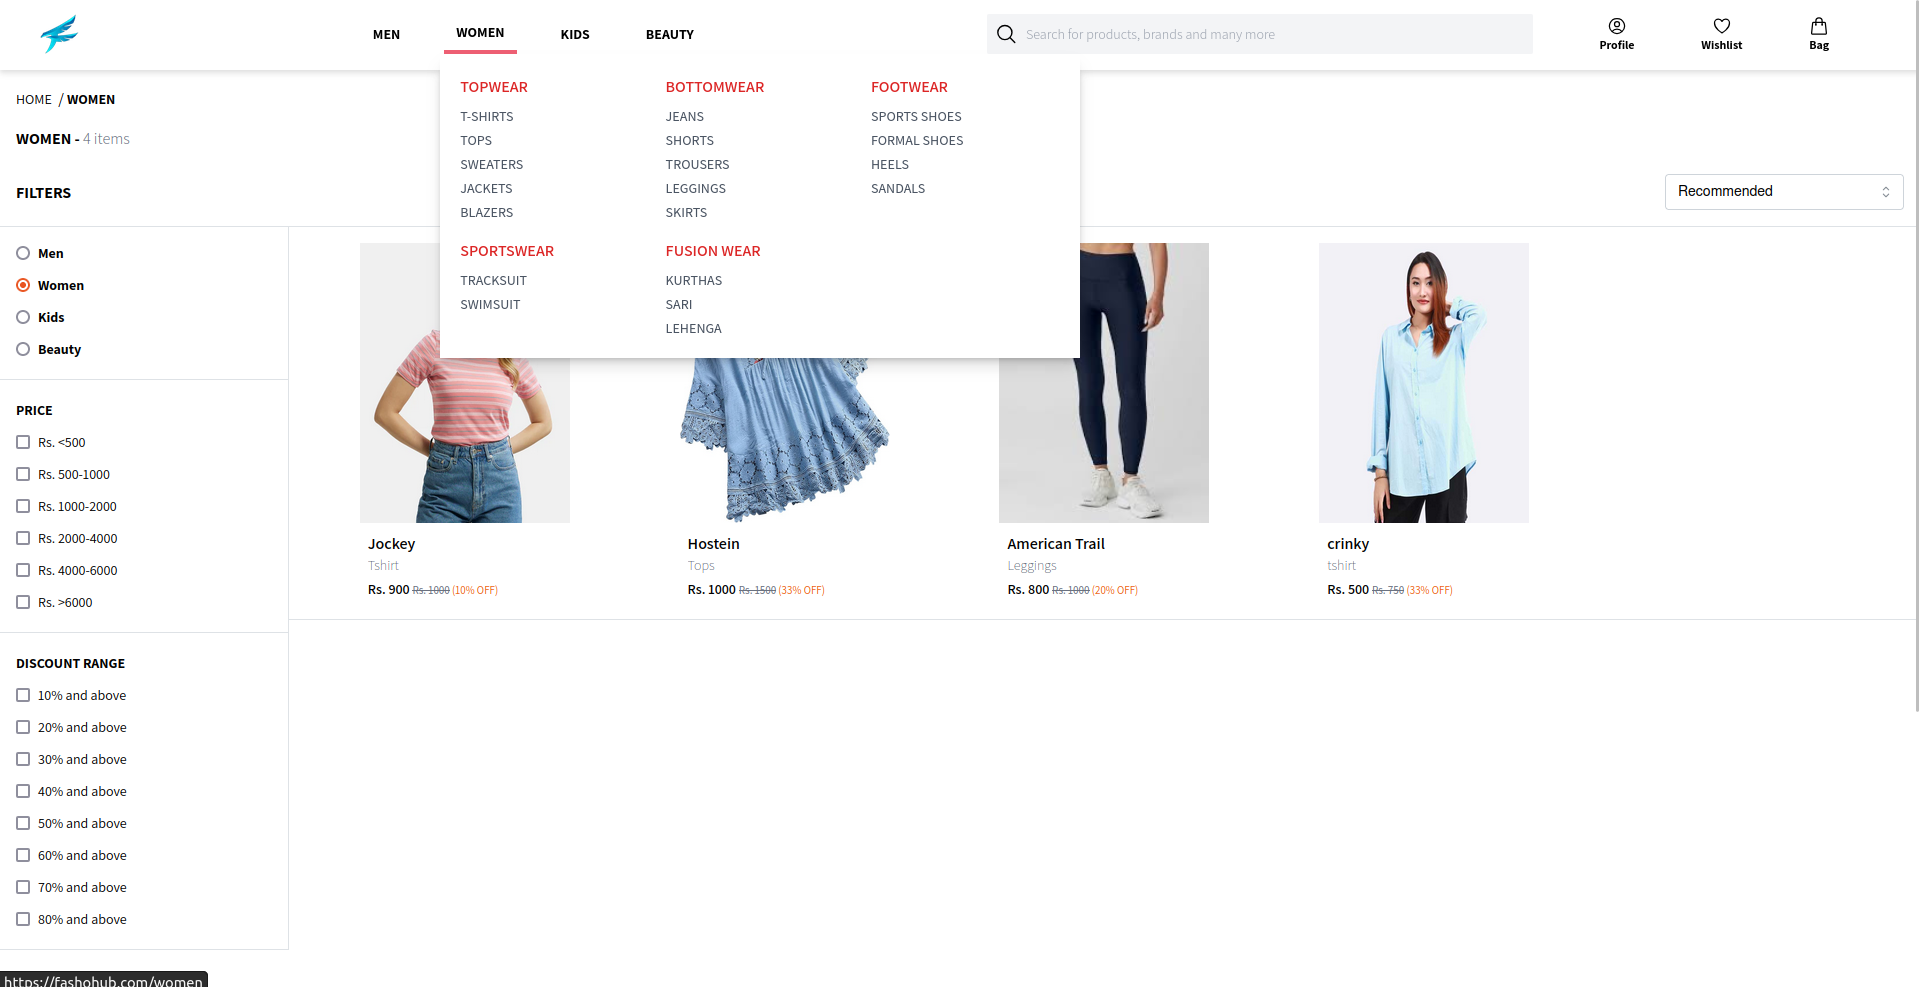 MEN
WOMEN
KIDS
BEAUTY
Search for products, brands and many more
Profile
Wishlist
Bag
TOPWEAR
T-SHIRTS
TOPS
SWEATERS
JACKETS
BLAZERS
BOTTOMWEAR
JEANS
SHORTS
TROUSERS
LEGGINGS
SKIRTS
FOOTWEAR
SPORTS SHOES
FORMAL SHOES
HEELS
SANDALS
SPORTSWEAR
TRACKSUIT
SWIMSUIT
FUSION WEAR
KURTHAS
SARI
LEHENGA
HOME / WOMEN
WOMEN - 4 items
FILTERS
Recommended
Men
Women
Kids
Beauty
PRICE
Rs. <500
Rs. 500-1000
Rs. 1000-2000
Rs. 2000-4000
Rs. 4000-6000
Rs. >6000
DISCOUNT RANGE
10% and above
20% and above
30% and above
40% and above
50% and above
60% and above
70% and above
80% and above
Jockey
Tshirt
Rs. 900 Rs. 1000 (10% OFF)
Hostein
Tops
Rs. 1000 Rs. 1500 (33% OFF)
American Trail
Leggings
Rs. 800 Rs. 1000 (20% OFF)
crinky
tshirt
Rs. 500 Rs. 750 (33% OFF)
https://fashohub.com/women